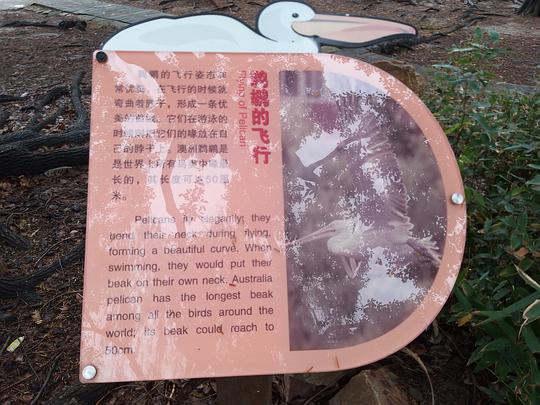 鹈鹕的飞行
Flying of Pelican
鹈鹕的飞行姿态非
常优美，在飞行的时候就
弯曲着脖子，形成一条优
美的曲线。它们在游泳的
时候则把它们的喙放在自
己的脖子上。澳洲鹈鹕是
是世界上所有鸟类中喙最
长的，其长度可达50厘
米。
Pelicans fly elegantly; they
bend their neck during flying,
forming a beautiful curve. When
swimming, they would put their
beak on their own neck. Australia
pelican has the longest beak
among all the birds around the
world; its beak could reach to
50cm.